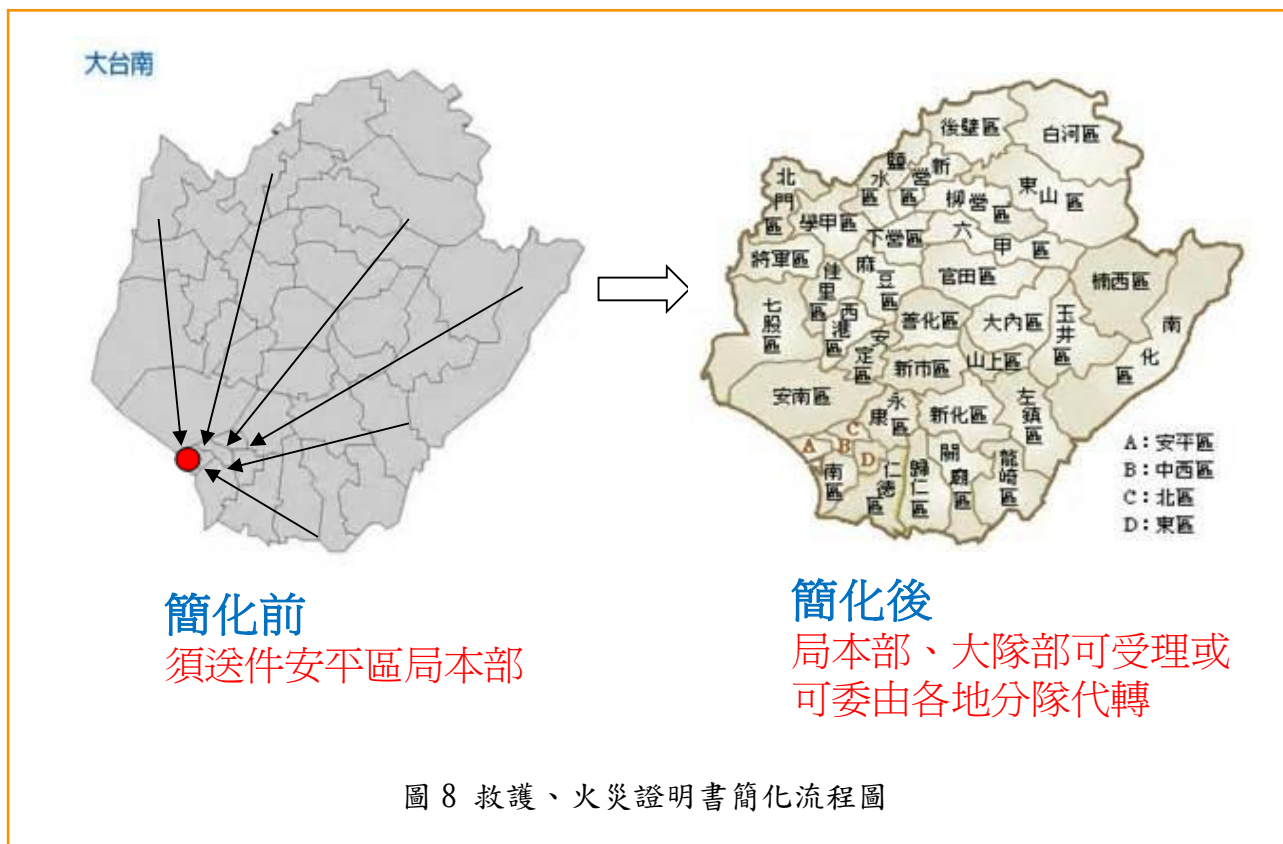 大台南
後壁區
白河區
鹽水區
新營區
東山區
北門區
學甲區
柳營區
下營區
六甲區
將軍區
佳里區
麻豆區
官田區
楠西區
七股區
西港區
安定區
善化區
大內區
玉井區
南化區
新市區
山上區
安南區
永康區
新化區
左鎮區
A
B
C
D
南區
仁德區
歸仁區
關廟區
龍崎區
A：安平區
B：中西區
C：北區
D：東區
簡化前
須送件安平區局本部
簡化後
局本部、大隊部可受理或
可委由各地分隊代轉
圖 8 救護、火災證明書簡化流程圖